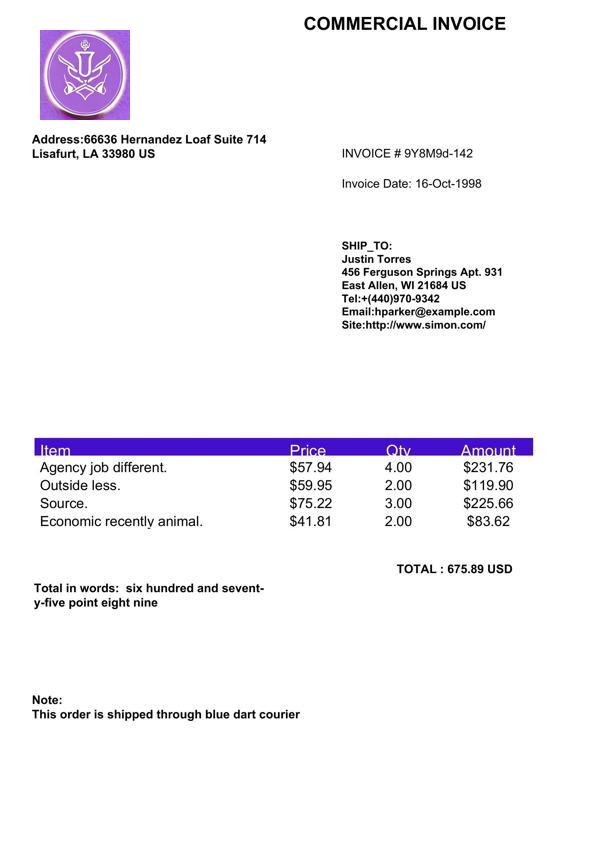 COMMERCIAL INVOICE
Address:66636 Hernandez Loaf Suite 714
Lisafurt, LA 33980 US
INVOICE # 9Y8M9d-142
Invoice Date: 16-Oct-1998
SHIP_TO:
Justin Torres
456 Ferguson Springs Apt. 931
East Allen, WI 21684 US
Tel:+(440)970-9342
Email:hparker@example.com
Site:http://www.simon.com/
Item Price Qty Amount
Agency job different. $57.94 4.00 $231.76
Outside less. $59.95 2.00 $119.90
Source. $75.22 3.00 $225.66
Economic recently animal. $41.81 2.00 $83.62
TOTAL : 675.89 USD
Total in words:  six hundred and sevent-
y-five point eight nine
Note:
This order is shipped through blue dart courier